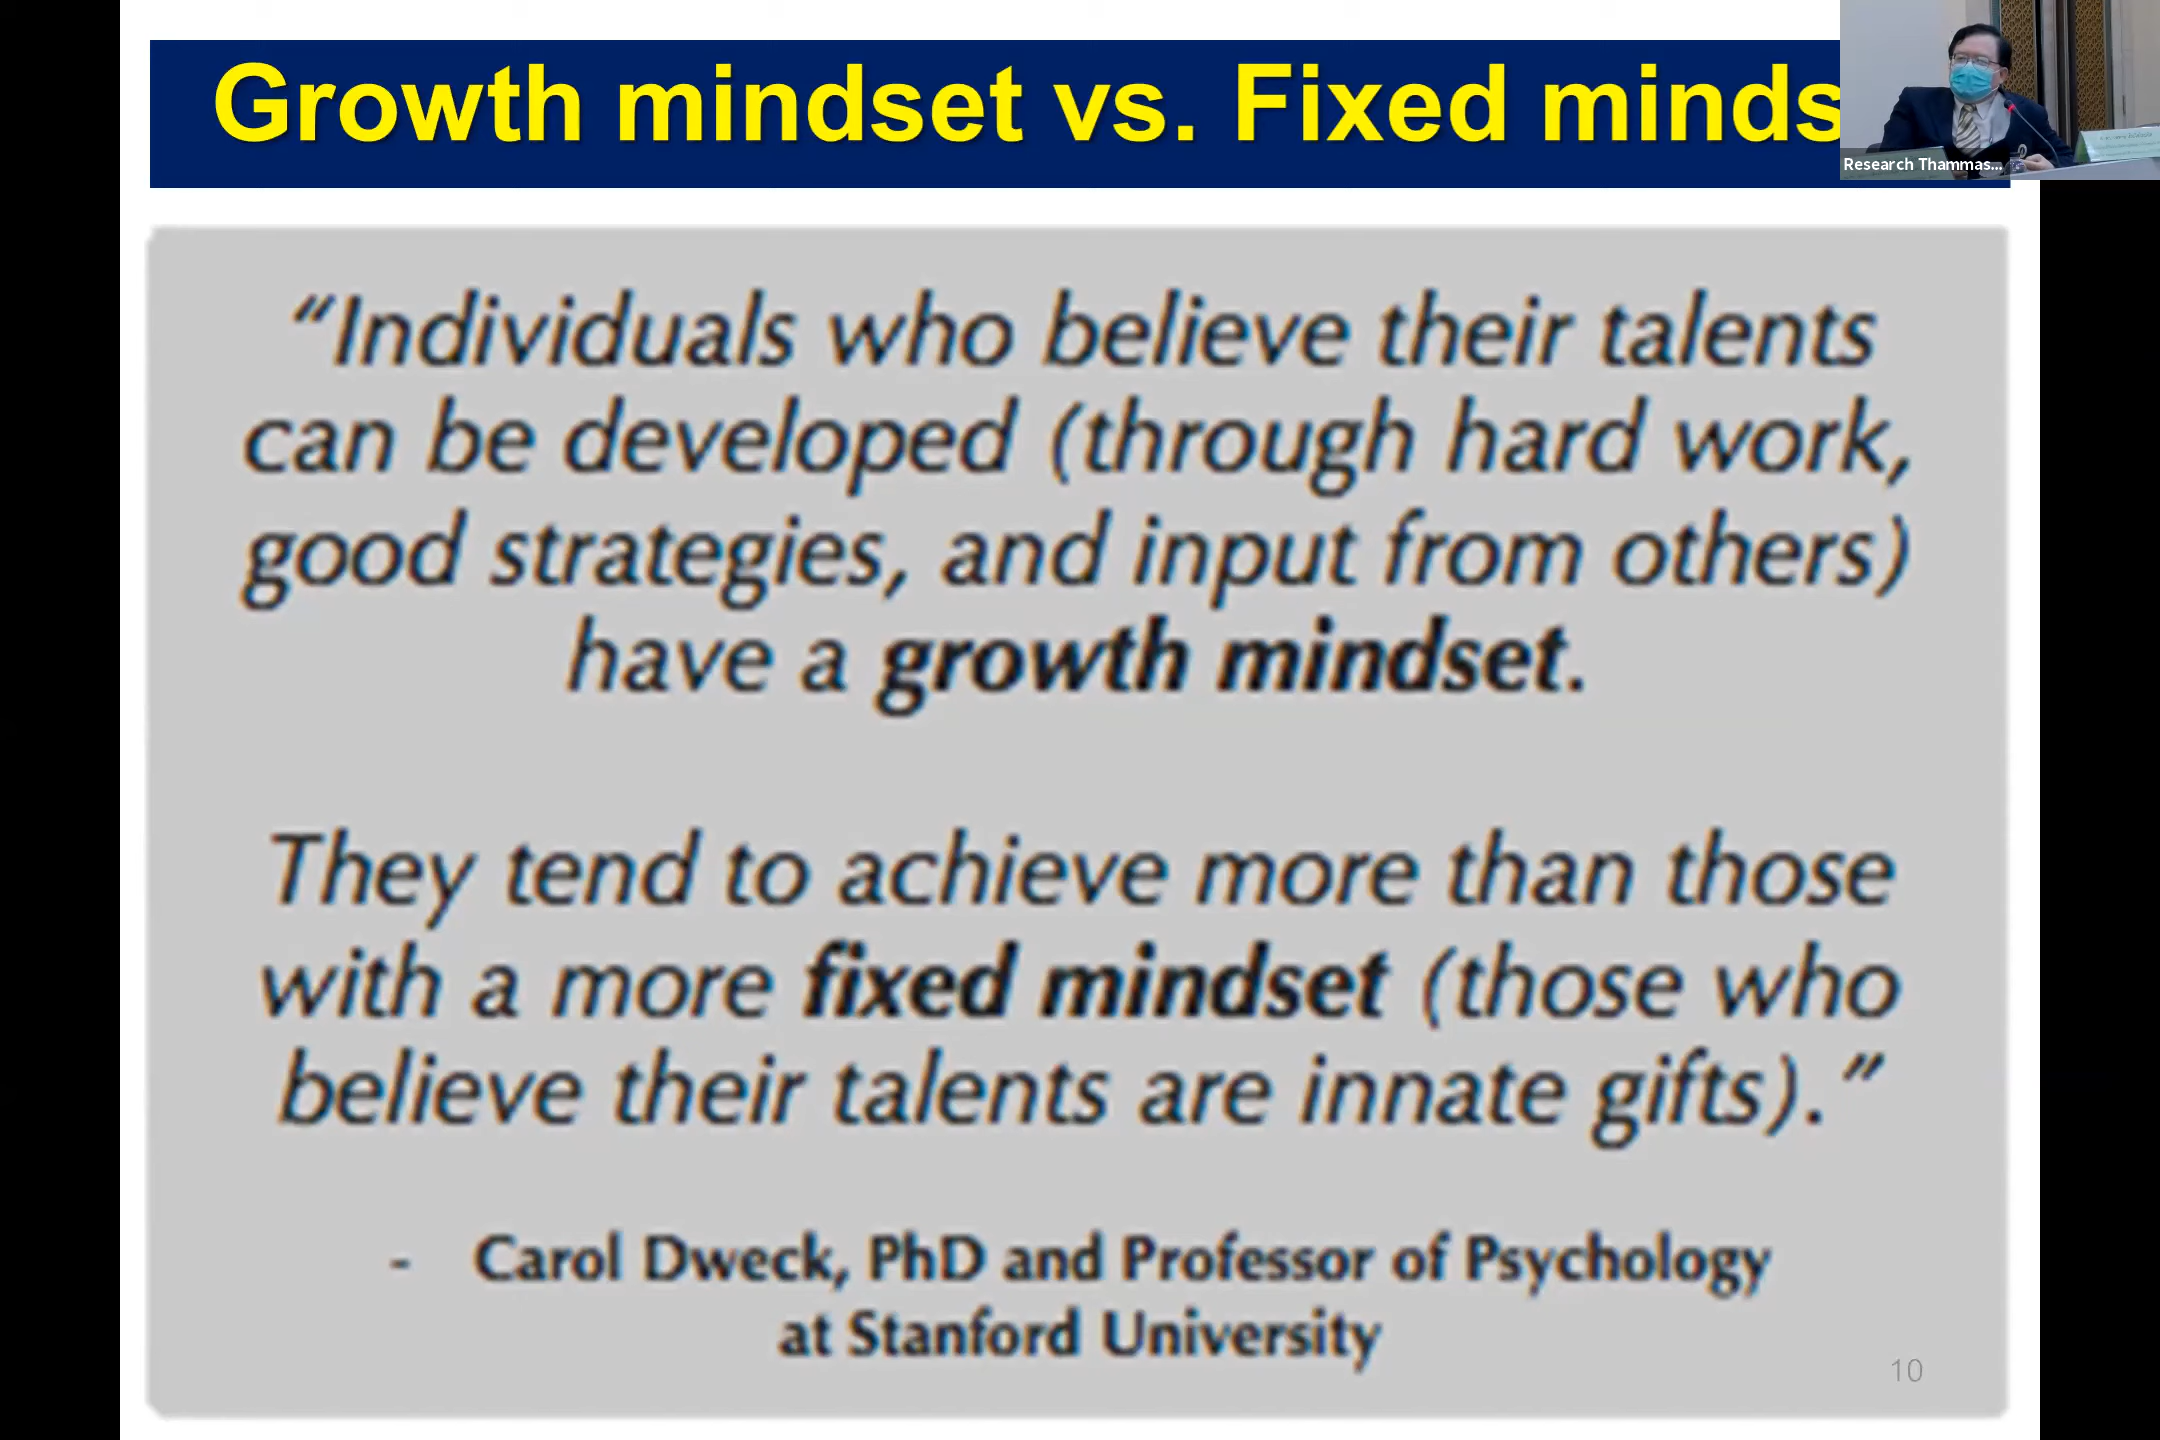 Growth mindset vs. Fixed minds
Research Thammas...
“Individuals who believe their talents
can be developed (through hard work,
good strategies, and input from others)
have a growth mindset.
They tend to achieve more than those
with a more fixed mindset (those who
believe their talents are innate gifts).”
- Carol Dweck, PhD and Professor of Psychology
at Stanford University
10